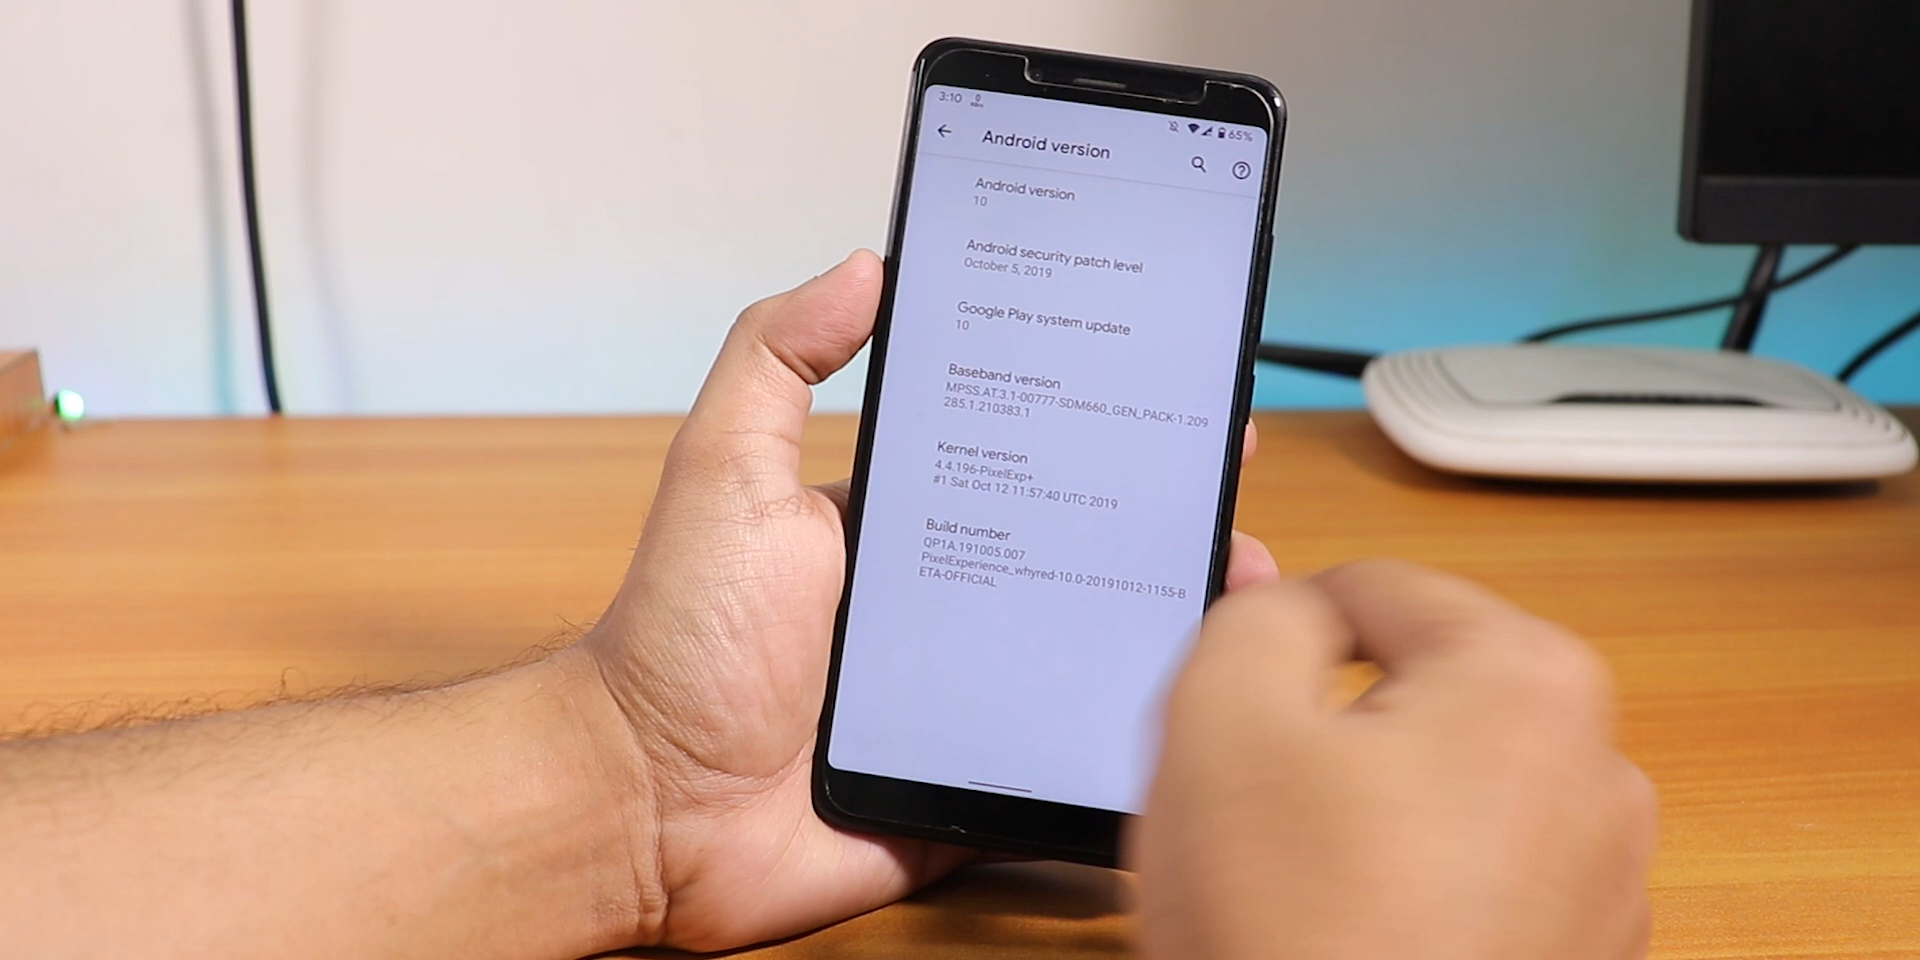 3:10
65%
Android version
Android version
10
Android security patch level
October 5, 2019
Google Play system update
10
Baseband version
MPSS.AT.3.1-00777-SDM660_GEN_PACK-1.209
285.1.210383.1
Kernel version
4.4.196-PixelExp+
#1 Sat Oct 12 11:57:40 UTC 2019
Build number
QP1A.191005.007
PixelExperience_whyred-10.0-20191012-1155-B
ETA-OFFICIAL